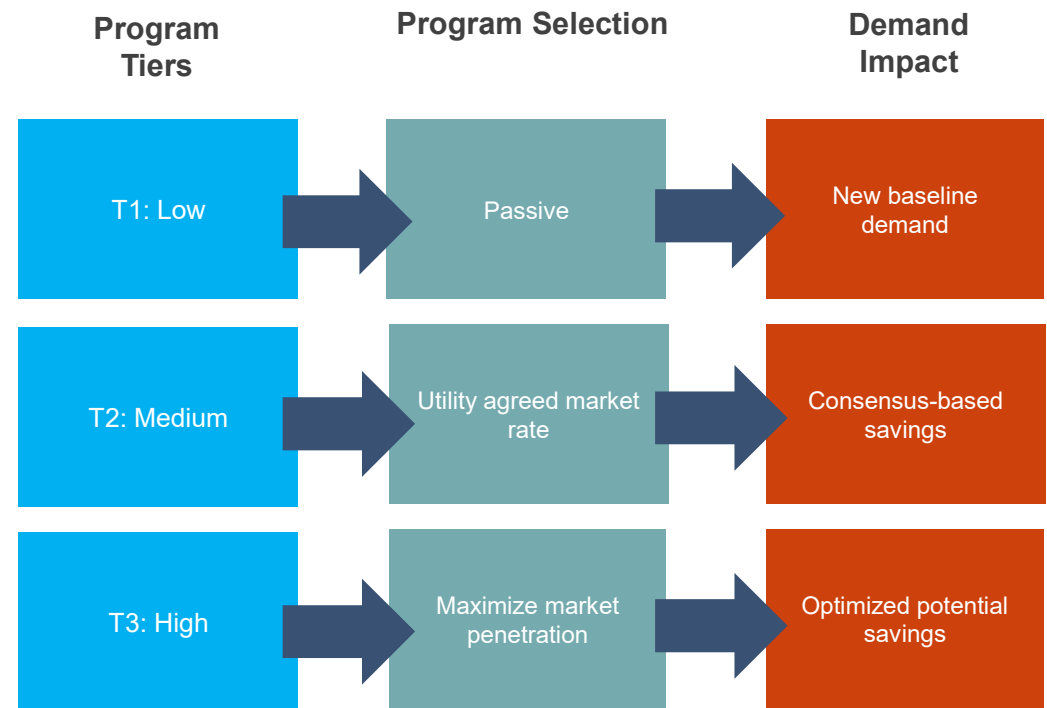 Program
Tiers
Program Selection
Demand
Impact
T1: Low
Passive
New baseline
demand
T2: Medium
Utility agreed market
rate
Consensus-based
savings
T3: High
Maximize market
penetration
Optimized potential
savings